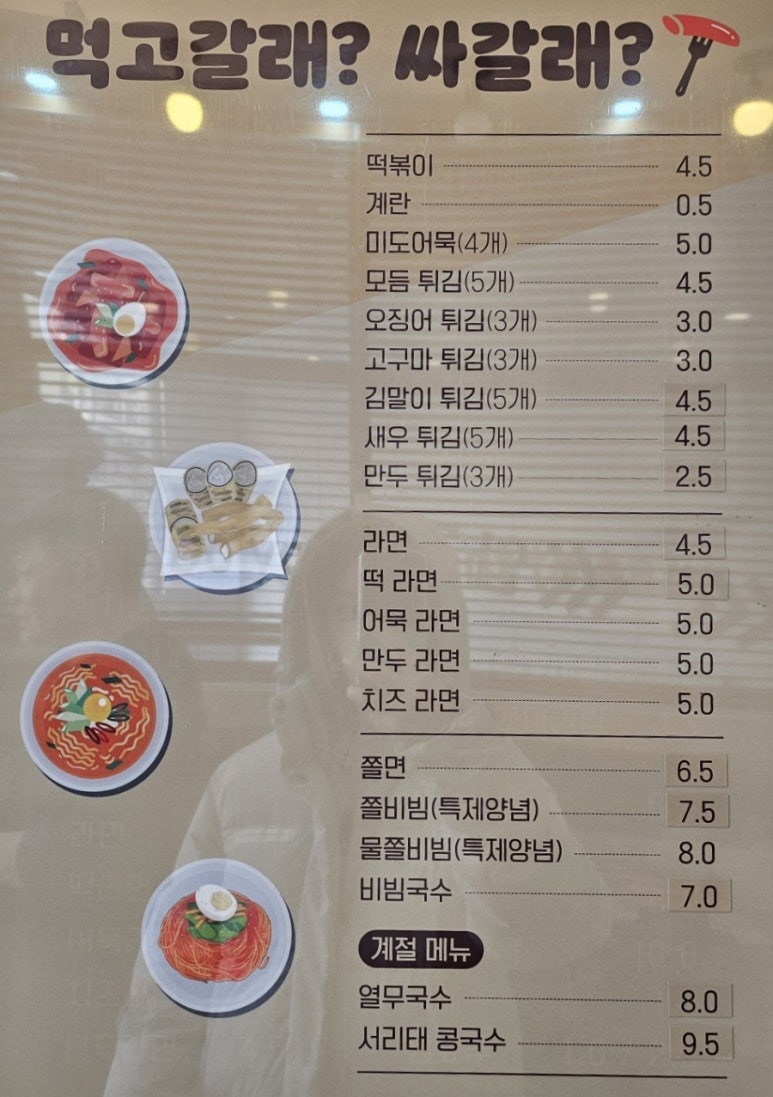 먹고갈래? 싸갈래?
떡볶이 4.5
계란 0.5
미도어묵(4개) 5.0
모듬 튀김(5개) 4.5
오징어 튀김(3개) 3.0
고구마 튀김(3개) 3.0
김말이 튀김(5개) 4.5
새우 튀김(5개) 4.5
만두 튀김(3개) 2.5
라면 4.5
떡 라면 5.0
어묵 라면 5.0
만두 라면 5.0
치즈 라면 5.0
쫄면 6.5
쫄비빔(특제양념) 7.5
물쫄비빔(특제양념) 8.0
비빔국수 7.0
계절 메뉴
열무국수 8.0
서리태 콩국수 9.5